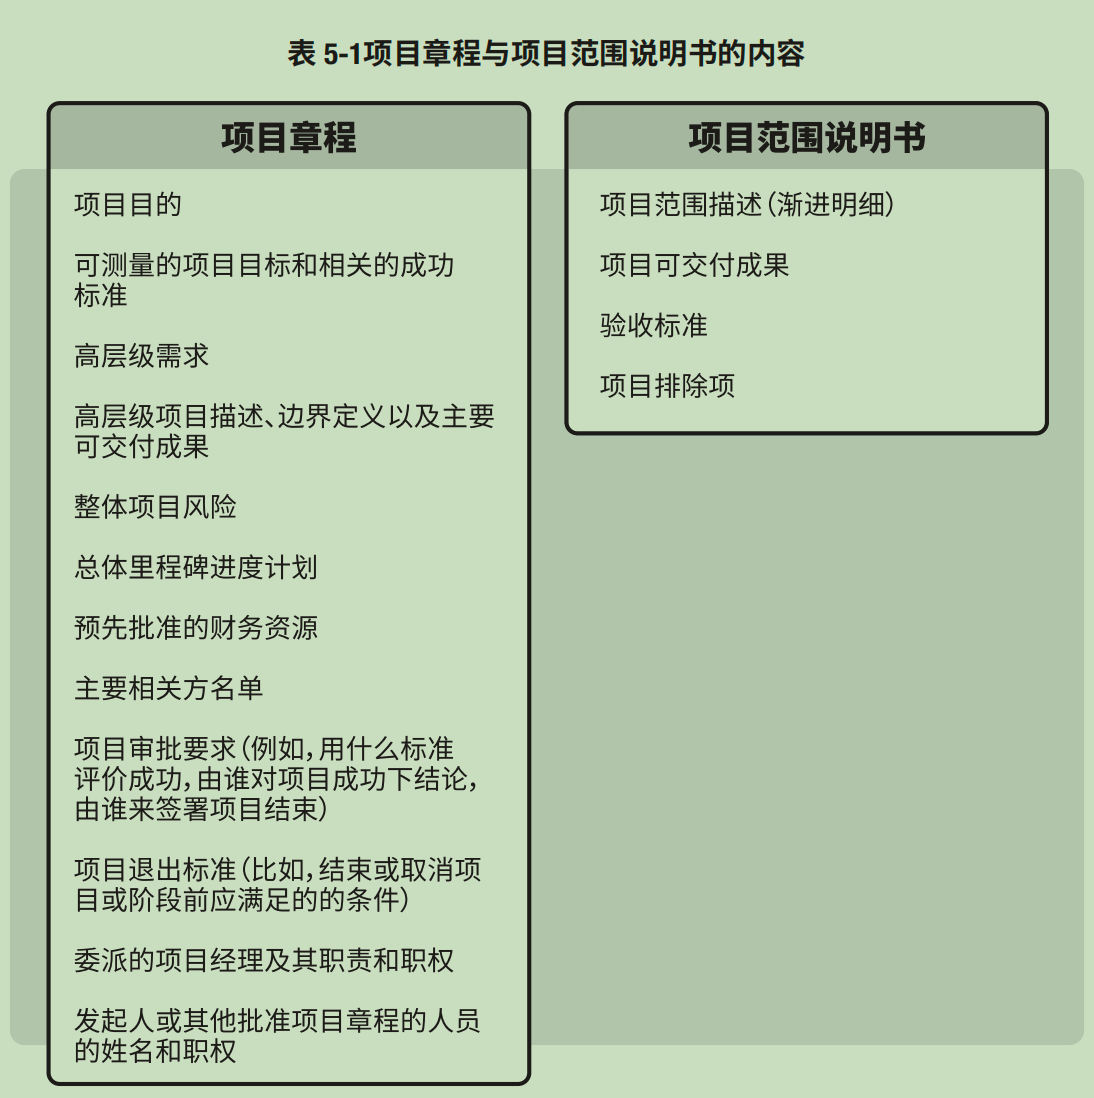 表 5-1项目章程与项目范围说明书的内容
项目章程
项目目的
可测量的项目目标和相关的成功
标准
高层级需求
高层级项目描述、边界定义以及主要
可交付成果
整体项目风险
总体里程碑进度计划
预先批准的财务资源
主要相关方名单
项目审批要求（例如，用什么标准
评价成功，由谁对项目成功下结论，
由谁来签署项目结束）
项目退出标准（比如，结束或取消项
目或阶段前应满足的的条件）
委派的项目经理及其职责和职权
发起人或其他批准项目章程的人员
的姓名和职权
项目范围说明书
项目范围描述（渐进明细）
项目可交付成果
验收标准
项目排除项